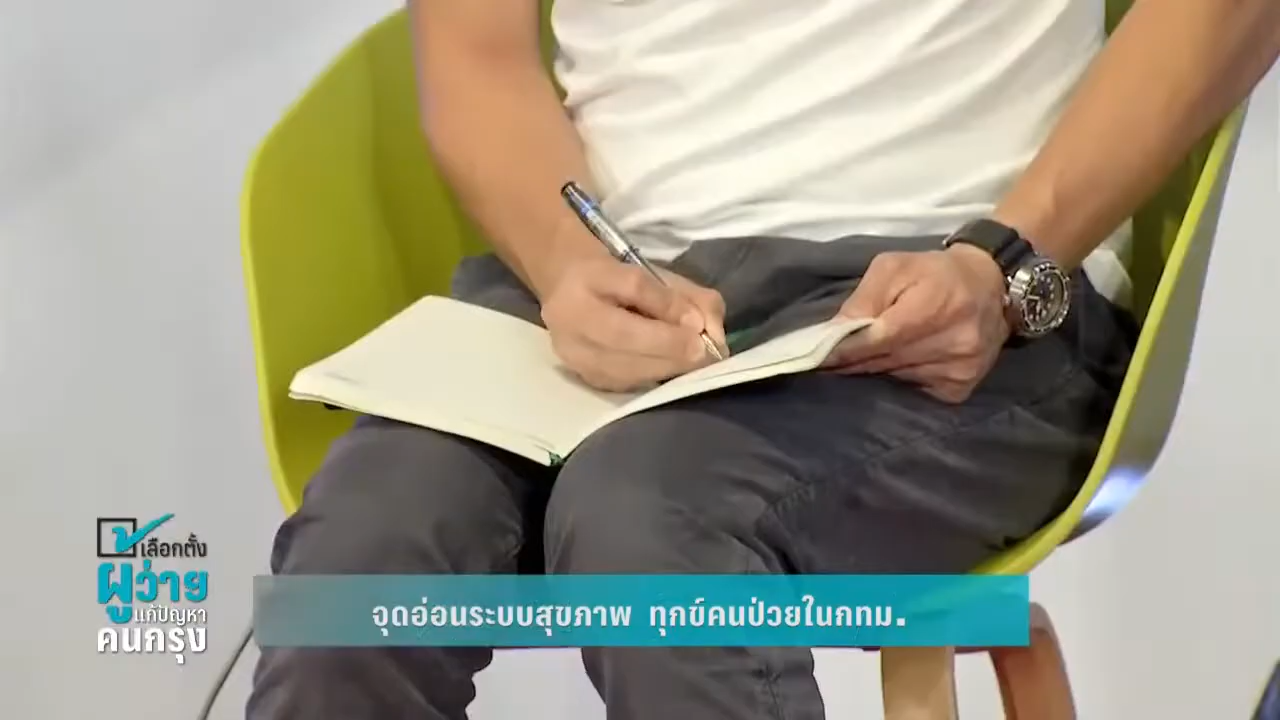 เลือกตั้ง
ผู้ว่าฯ
แก้ปัญหา
คนกรุง
จุดอ่อนระบบสุขภาพ ทุกข์คนป่วยในกทม.